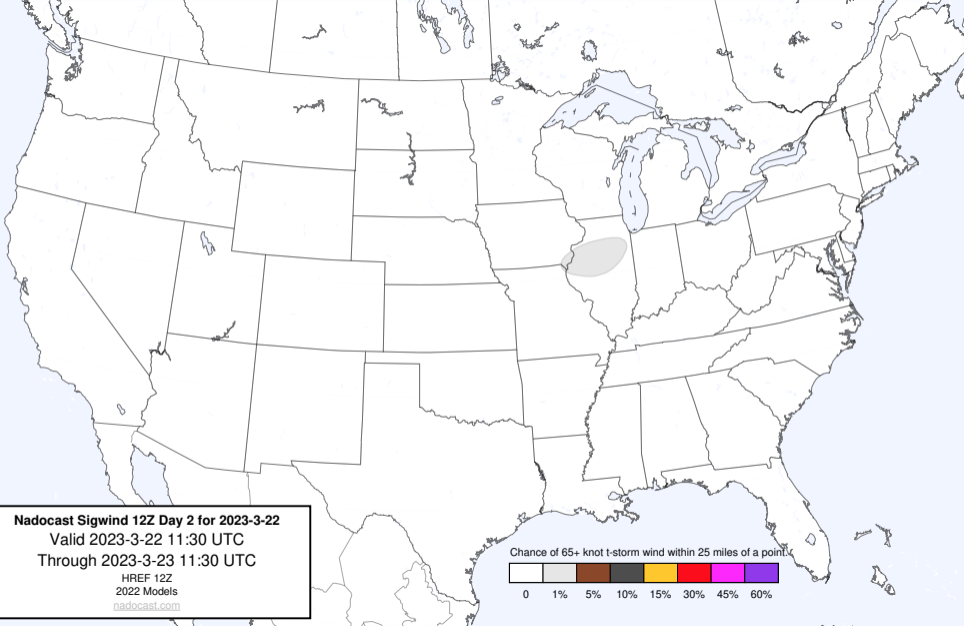 Nadocast Sigwind 12Z Day 2 for 2023-3-22
Valid 2023-3-22 11:30 UTC
Through 2023-3-23 11:30 UTC
HREF 12Z
2022 Models
nadocast.com
Chance of 65+ knot t-storm wind within 25 miles of a point.
0 1% 5% 10% 15% 30% 45% 60%